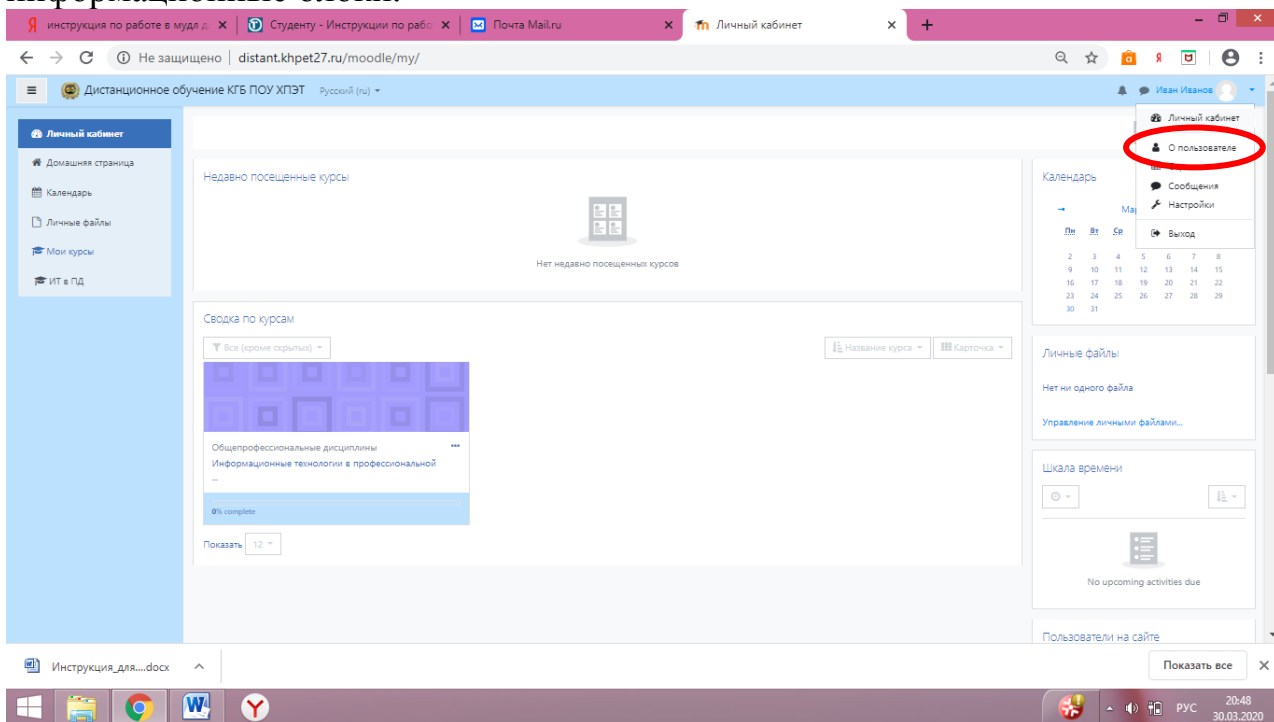 информационные блоки.
инструкция по работе в мудл д
Студенту - Инструкции по рабо
Почта Mail.ru
Личный кабинет
Не защищено | distant.khpet27.ru/moodle/my/
Дистанционное обучение КГБ ПОУ ХПЭТ Русский (ru)
Иван Иванов
Личный кабинет
О пользователе
Сообщения
Настройки
Выход
Личный кабинет
Домашняя страница
Календарь
Личные файлы
Мои курсы
ИТ в ПД
Недавно посещенные курсы
Нет недавно посещенных курсов
Сводка по курсам
Все (кроме скрытых)
Название курса
Карточка
Общепрофессиональные дисциплины
Информационные технологии в профессиональной
...
0% complete
Показать 12
Календарь
Мар
Пн Вт Ср
2 3 4 5 6 7 8
9 10 11 12 13 14 15
16 17 18 19 20 21 22
23 24 25 26 27 28 29
30 31
Личные файлы
Нет ни одного файла
Управление личными файлами...
Шкала времени
No upcoming activities due
Пользователи на сайте
Инструкция_для....docx
Показать все
РУС
20:48
30.03.2020